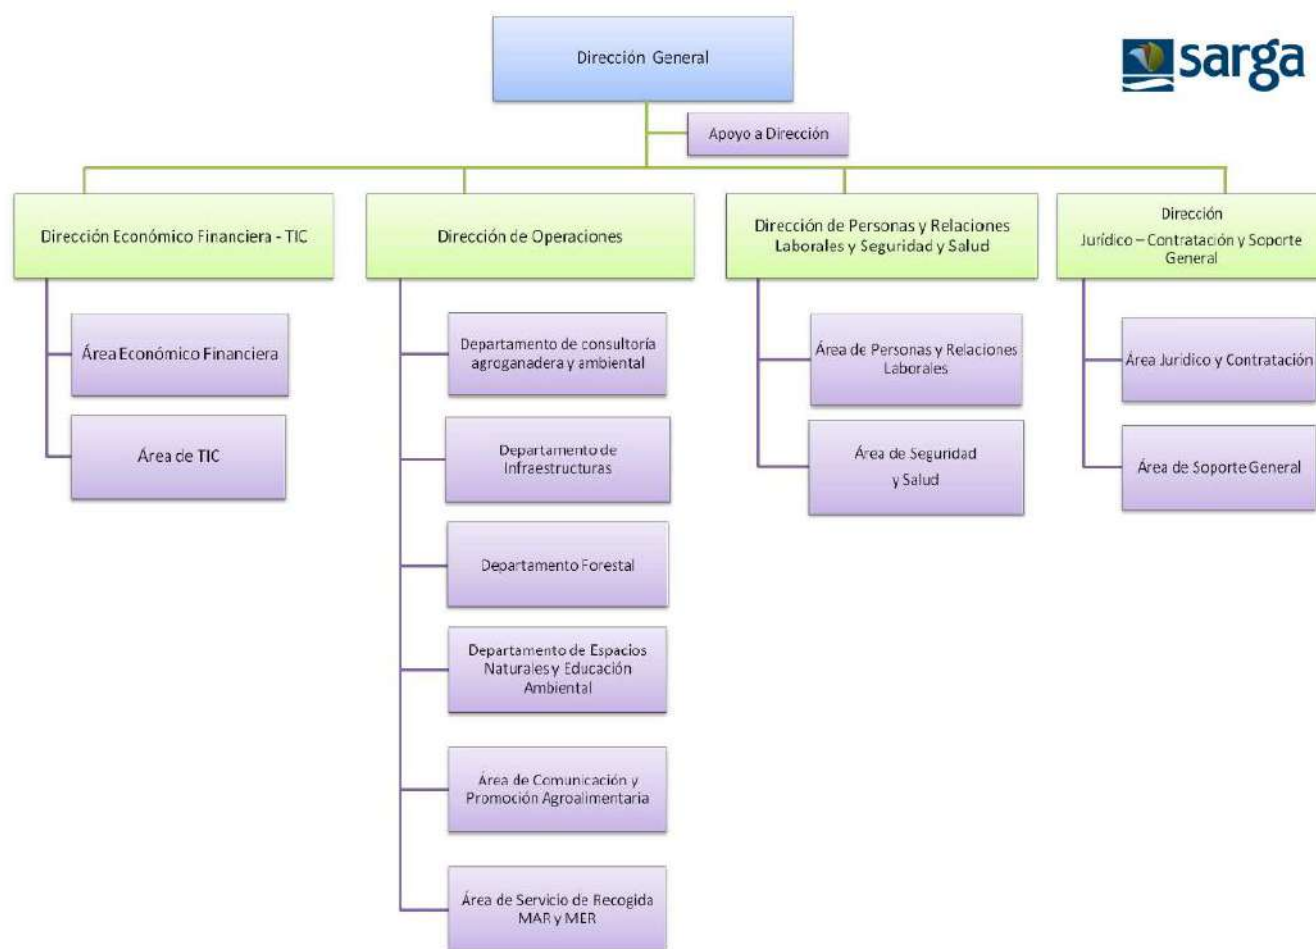 Dirección General
sarga
Apoyo a Dirección
Dirección Económico Financiera - TIC
Dirección de Operaciones
Dirección de Personas y Relaciones
Laborales y Seguridad y Salud
Dirección
Jurídico – Contratación y Soporte
General
Área Económico Financiera
Área de TIC
Departamento de consultoría
agroganadera y ambiental
Departamento de
Infraestructuras
Departamento Forestal
Departamento de Espacios
Naturales y Educación
Ambiental
Área de Comunicación y
Promoción Agroalimentaria
Área de Servicio de Recogida
MAR y MER
Área de Personas y Relaciones
Laborales
Área de Seguridad
y Salud
Área Jurídico y Contratación
Área de Soporte General